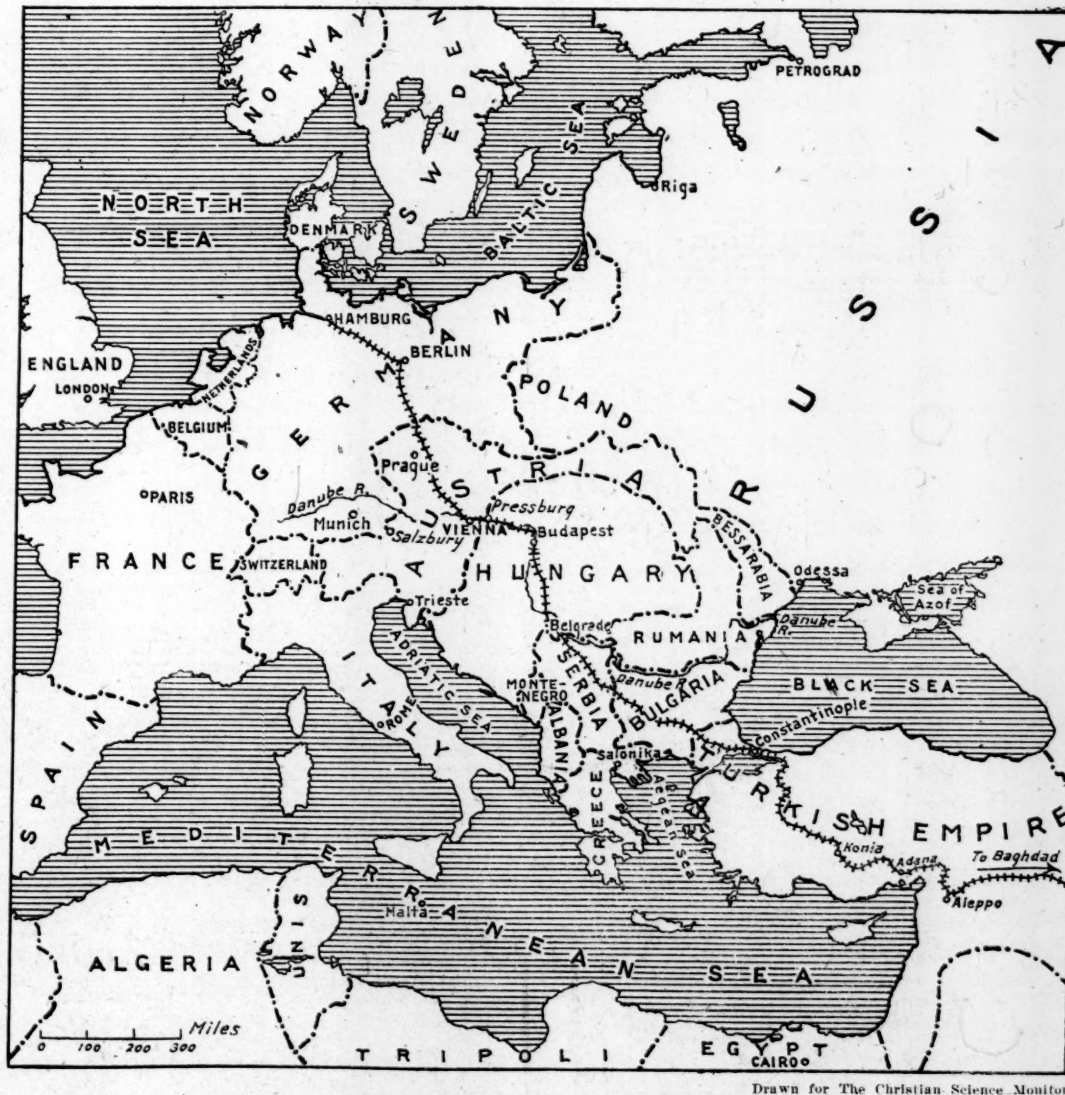 NORWAY
SWEDEN
PETROGRAD
RUSSIA
BALTIC SEA
Riga
NORTH
SEA
DENMARK
HAMBURG
BERLIN
GERMANY
ENGLAND
LONDON
NETHERLANDS
BELGIUM
POLAND
PARIS
Prague
AUSTRIA
Danube R.
Munich
Salzburg
VIENNA
Pressburg
Budapest
FRANCE
SWITZERLAND
HUNGARY
BESSARABIA
Odessa
Sea of
Azof
Trieste
Belgrade
RUMANIA
Danube
R.
ADRIATIC SEA
ITALY
ROME
MONTE-
NEGRO
SERBIA
ALBANIA
Danube R.
BULGARIA
BLACK SEA
Constantinople
SPAIN
Salonika
GREECE
Aegean Sea
TURKISH EMPIRE
Konia
Adana
To Baghdad
Aleppo
MEDITERRANEAN SEA
Malta
ALGERIA
TUNIS
Miles
0 100 200 300
TRIPOLI
EGYPT
CAIRO
Drawn for The Christian Science Monitor